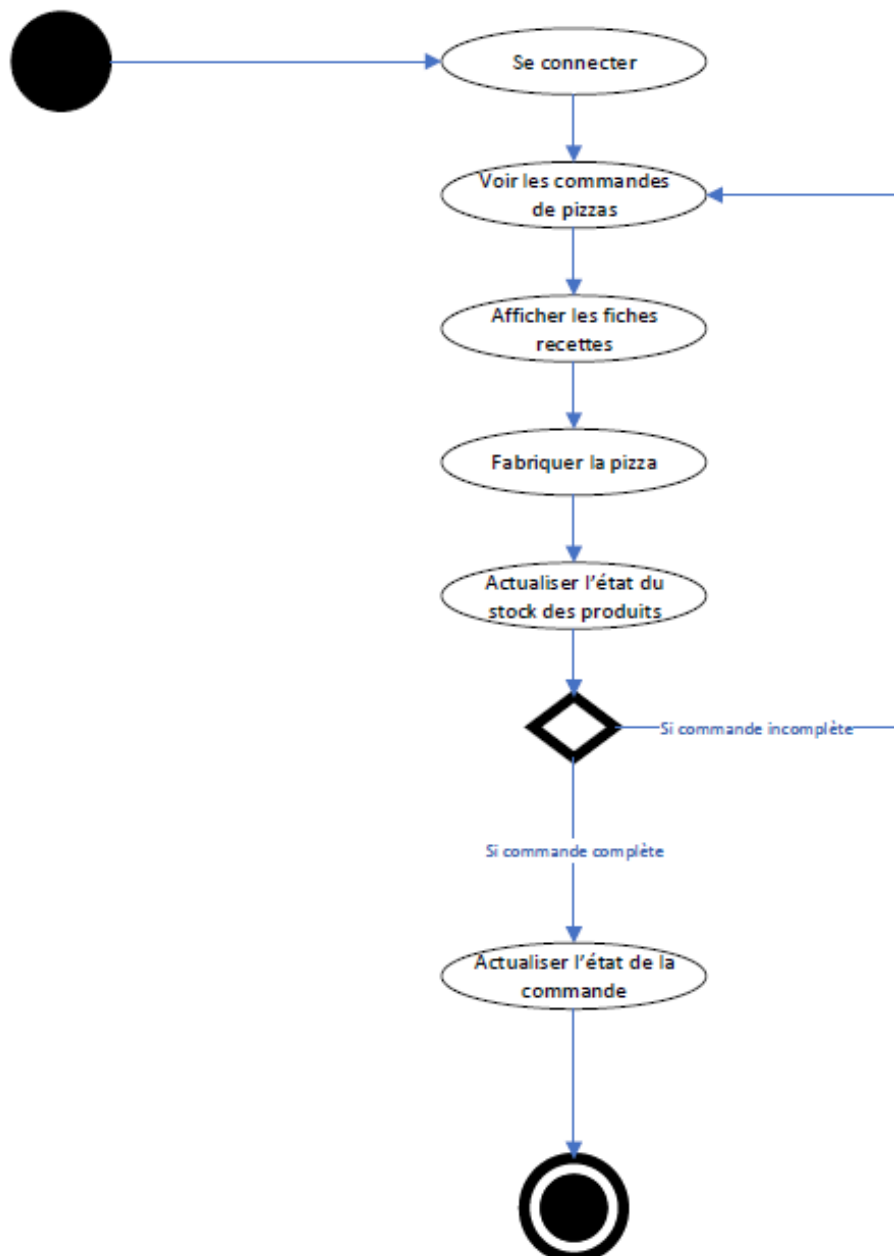 Se connecter
Voir les commandes
de pizzas
Afficher les fiches
recettes
Fabriquer la pizza
Actualiser l’état du
stock des produits
Si commande incomplète
Si commande complète
Actualiser l’état de la
commande